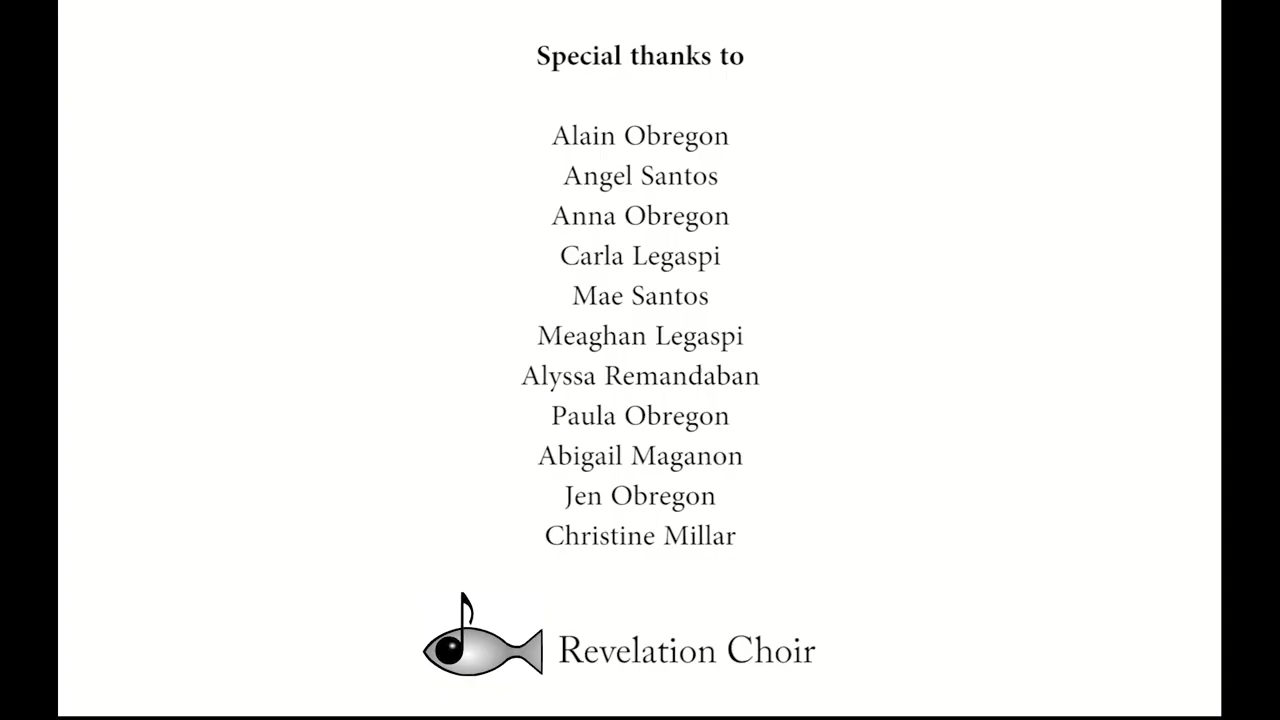 Special thanks to
Alain Obregon
Angel Santos
Anna Obregon
Carla Legaspi
Mae Santos
Meaghan Legaspi
Alyssa Remandaban
Paula Obregon
Abigail Maganon
Jen Obregon
Christine Millar
Revelation Choir